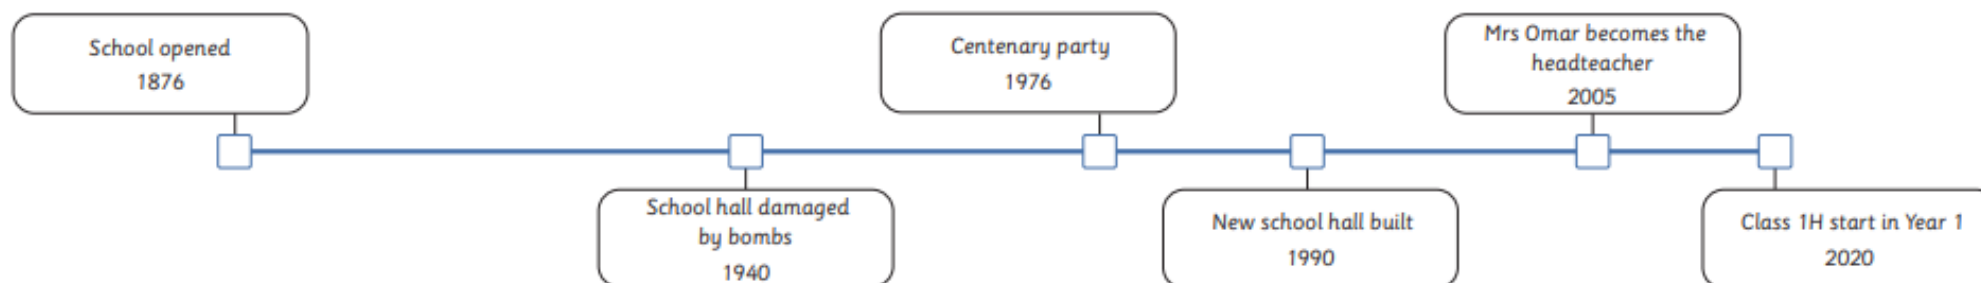 School opened
1876
School hall damaged
by bombs
1940
Centenary party
1976
New school hall built
1990
Mrs Omar becomes the
headteacher
2005
Class 1H start in Year 1
2020